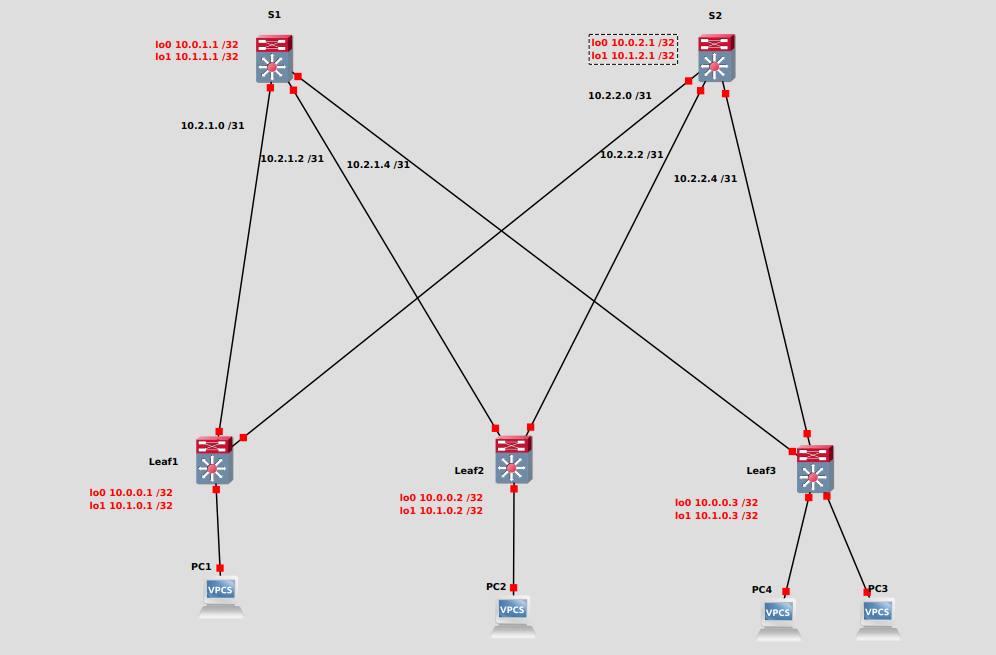 S1
S2
lo0 10.0.1.1 /32
lo1 10.1.1.1 /32
lo0 10.0.2.1 /32
lo1 10.1.2.1 /32
10.2.2.0 /31
10.2.1.0 /31
10.2.1.2 /31
10.2.1.4 /31
10.2.2.2 /31
10.2.2.4 /31
Leaf1
lo0 10.0.0.1 /32
lo1 10.1.0.1 /32
Leaf2
lo0 10.0.0.2 /32
lo1 10.1.0.2 /32
Leaf3
lo0 10.0.0.3 /32
lo1 10.1.0.3 /32
PC1
VPCS
PC2
VPCS
PC4
VPCS
PC3
VPCS